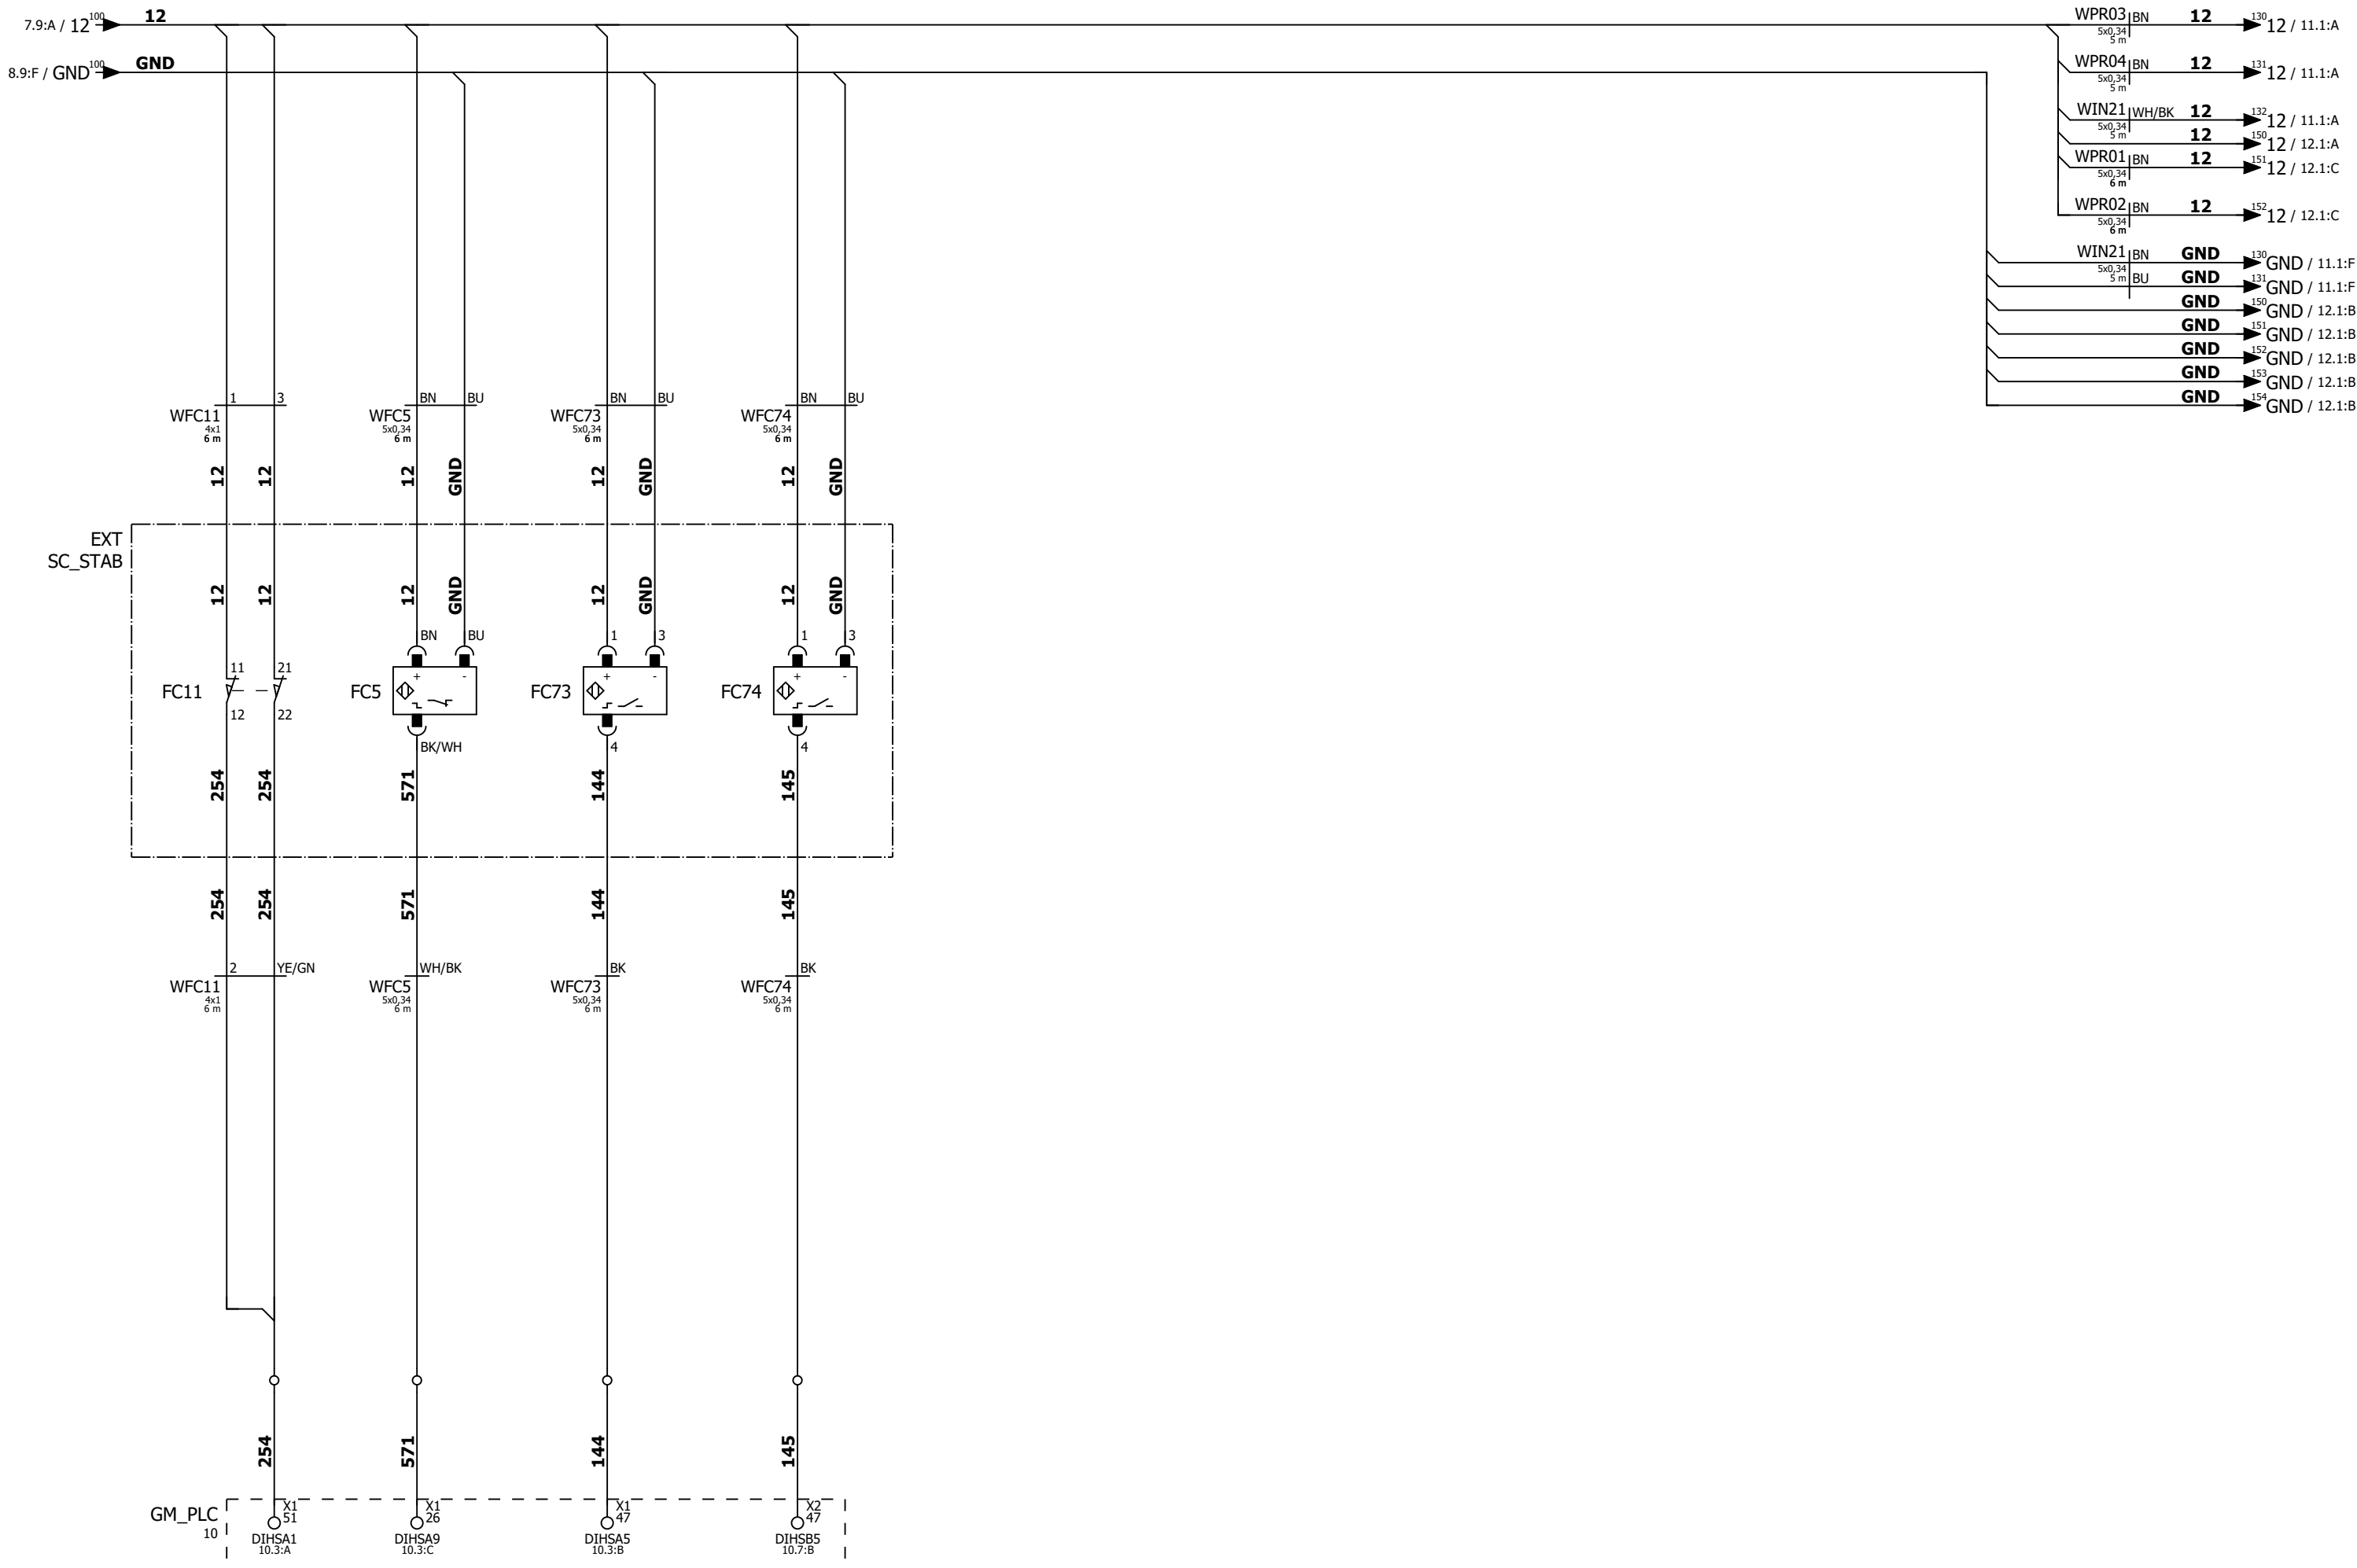 7.9:A / 12 100 12 WPR03 BN 12 130 12 / 11.1:A
5x0,34
5 m
8.9:F / GND 100 GND WPR04 BN 12 131 12 / 11.1:A
5x0,34
5 m
WIN21 WH/BK 12 132 12 / 11.1:A
5x0,34
5 m
12 150 12 / 12.1:A
WPR01 BN 12 151 12 / 12.1:C
5x0,34
6 m
WPR02 BN 12 152 12 / 12.1:C
5x0,34
6 m
WIN21 BN GND 130 GND / 11.1:F
5x0,34
5 m
BU GND 131 GND / 11.1:F
GND 150 GND / 12.1:B
GND 151 GND / 12.1:B
GND 152 GND / 12.1:B
GND 153 GND / 12.1:B
GND 154 GND / 12.1:B
1 3 BN BU BN BU BN BU
WFC11 WFC5 WFC73 WFC74
4x1 5x0,34 5x0,34 5x0,34
6 m 6 m 6 m 6 m
12 12 12 GND 12 GND 12 GND
EXT
SC_STAB
12 12 12 GND 12 GND 12 GND
BN BU 1 3 1 3
11 21 + - + - + -
FC11 FC5 FC73 FC74
12 22
BK/WH 4 4
254 254 571 144 145
254 254 571 144 145
2 YE/GN WH/BK BK BK
WFC11 WFC5 WFC73 WFC74
4x1 5x0,34 5x0,34 5x0,34
6 m 6 m 6 m 6 m
254 571 144 145
X1 X1 X1 X2
GM_PLC 51 26 47 47
10
DIHSA1 DIHSA9 DIHSA5 DIHSB5
10.3:A 10.3:C 10.3:B 10.7:B